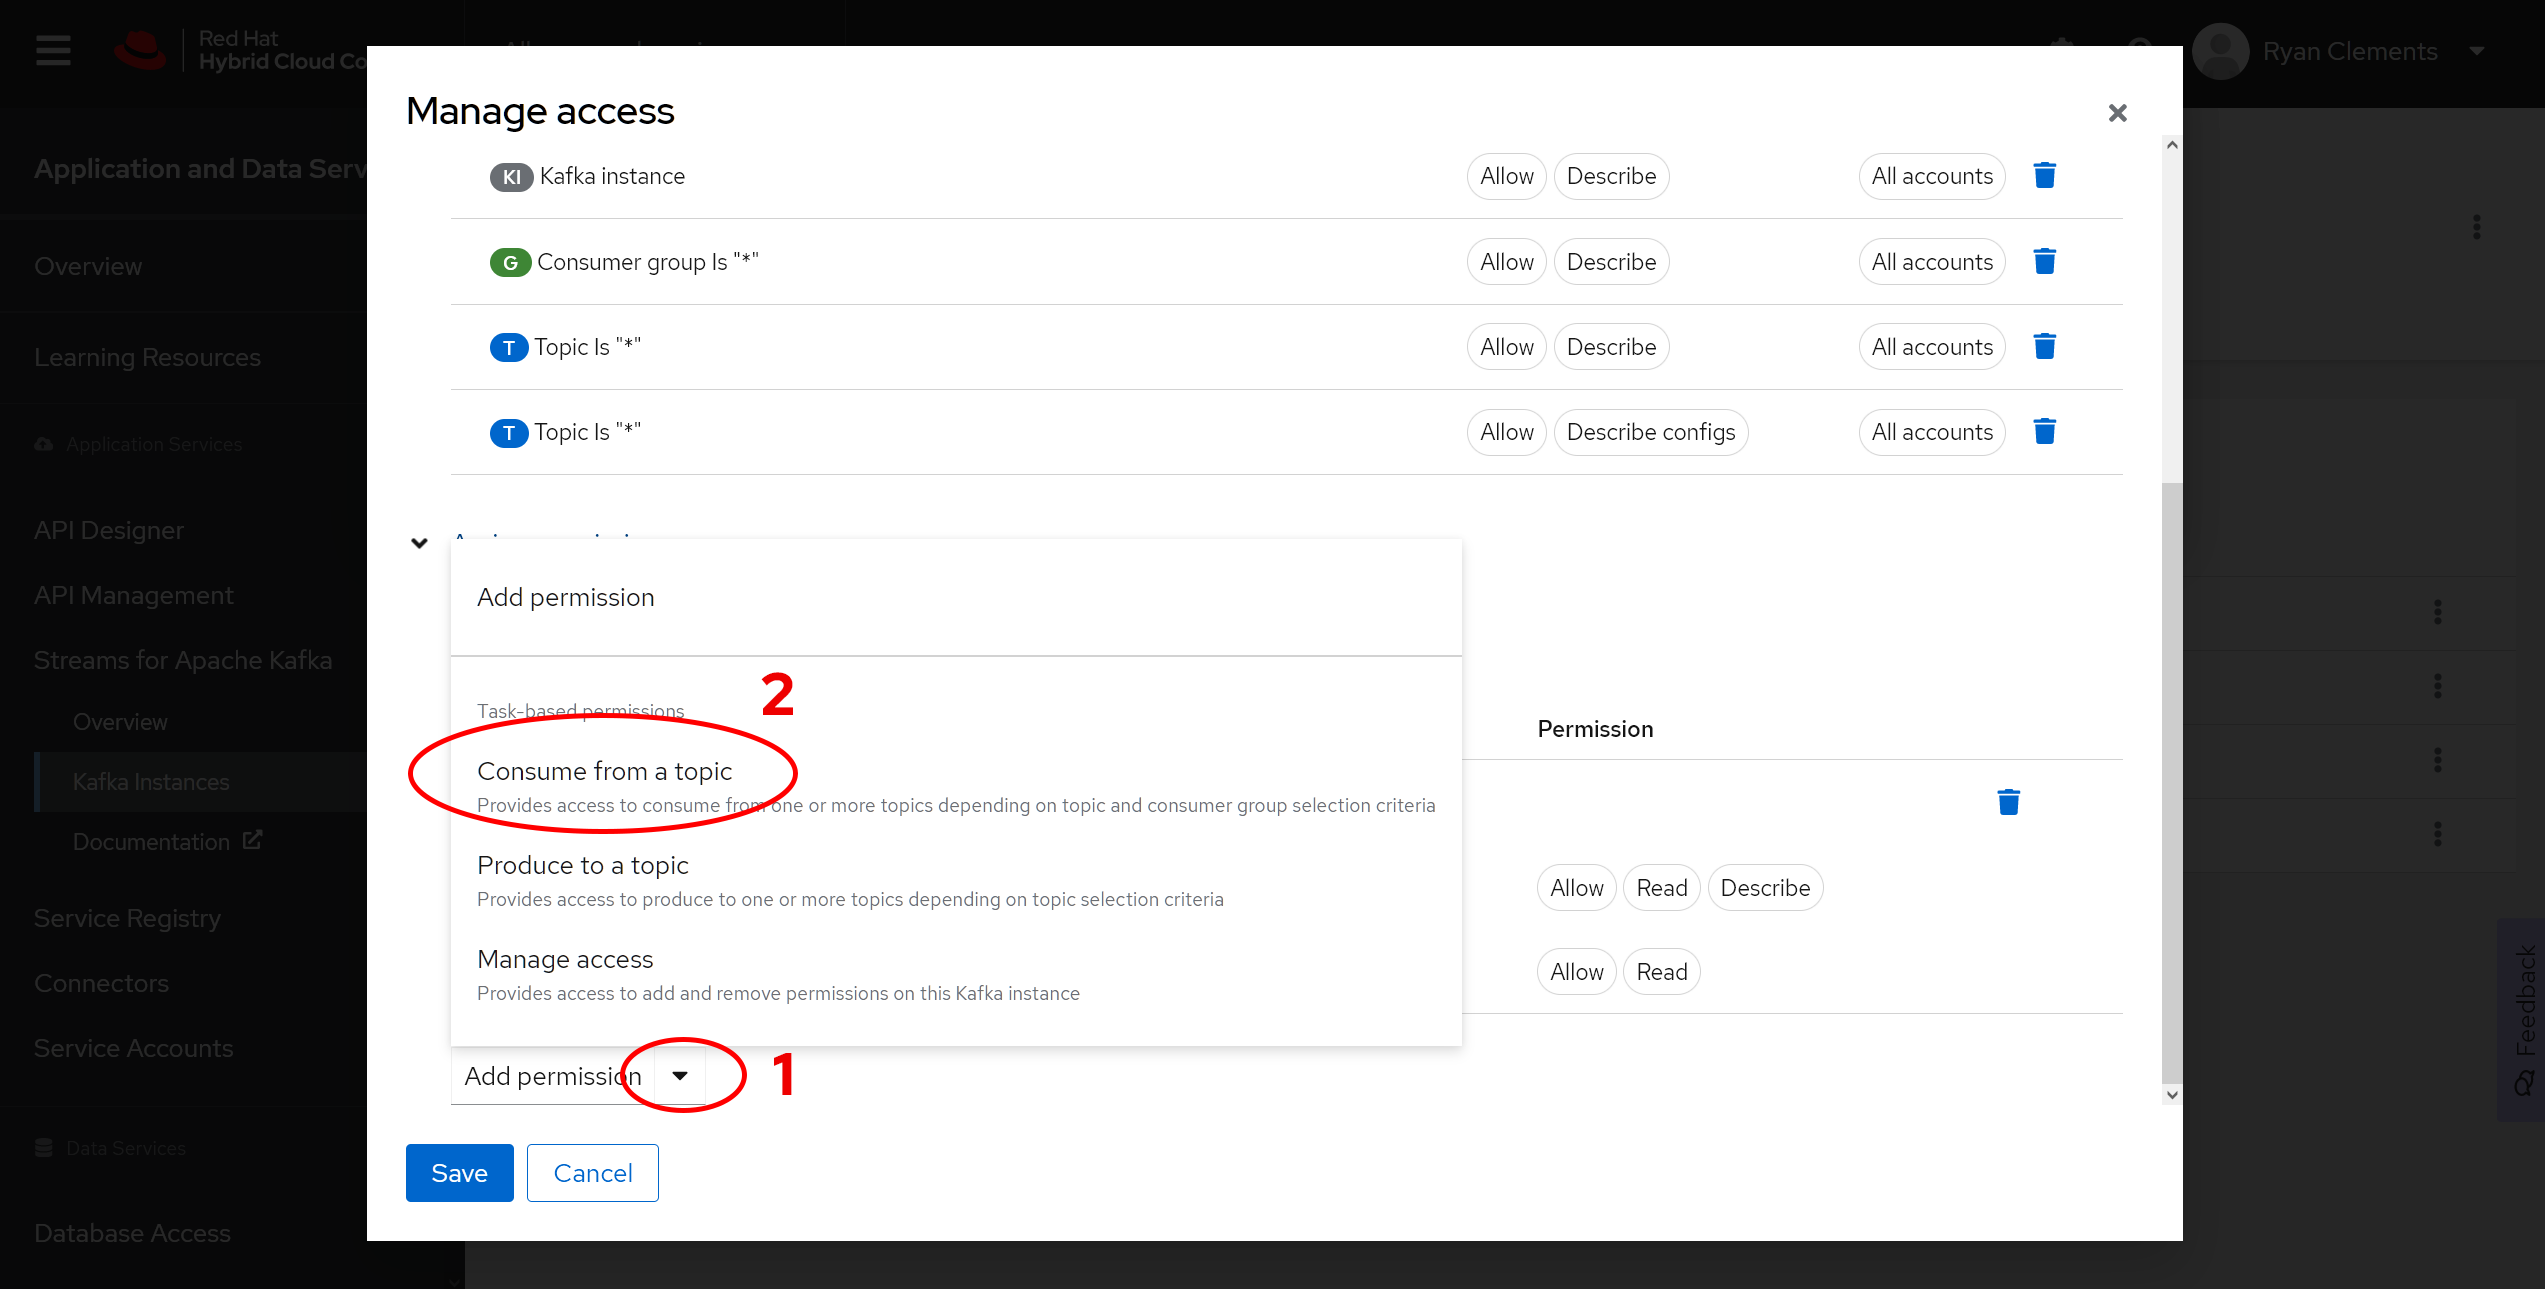 Red Hat
Hybrid Cloud Co
Ryan Clements
Manage access
Application and Data Serv
Overview
Learning Resources
Application Services
API Designer
API Management
Streams for Apache Kafka
Overview
Kafka Instances
Documentation
Service Registry
Connectors
Service Accounts
Data Services
Database Access
KI Kafka instance Allow Describe All accounts
G Consumer group Is "*" Allow Describe All accounts
T Topic Is "*" Allow Describe All accounts
T Topic Is "*" Allow Describe configs All accounts
Add permission
2
Task-based permissions
Permission
Consume from a topic
Provides access to consume from one or more topics depending on topic and consumer group selection criteria
Produce to a topic
Provides access to produce to one or more topics depending on topic selection criteria
Allow Read Describe
Manage access
Provides access to add and remove permissions on this Kafka instance
Allow Read
Add permission
1
Save Cancel
Feedback